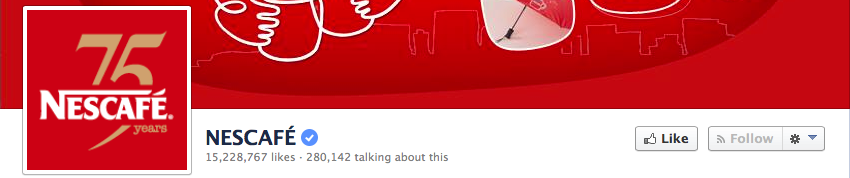 75
NESCAFÉ.
years
NESCAFÉ
15,228,767 likes · 280,142 talking about this
Like
Follow